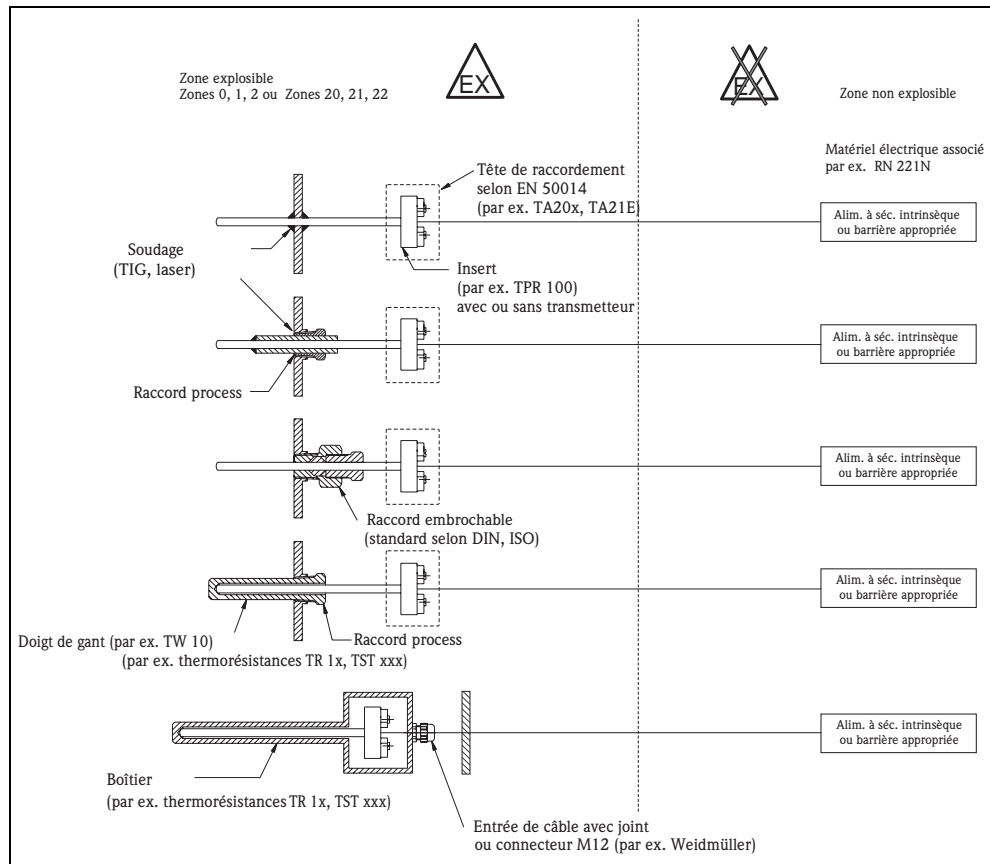 Zone explosible
Zones 0, 1, 2 ou Zones 20, 21, 22
EX
EX
Zone non explosible
Matériel électrique associé
par ex. RN 221N
Tête de raccordement
selon EN 50014
(par ex. TA20x, TA21E)
Alim. à séc. intrinsèque
ou barrière appropriée
Soudage
(TIG, laser)
Insert
(par ex. TPR 100)
avec ou sans transmetteur
Alim. à séc. intrinsèque
ou barrière appropriée
Raccord process
Alim. à séc. intrinsèque
ou barrière appropriée
Raccord embrochable
(standard selon DIN, ISO)
Alim. à séc. intrinsèque
ou barrière appropriée
Doigt de gant (par ex. TW 10)
Raccord process
(par ex. thermorésistances TR 1x, TST xxx)
Alim. à séc. intrinsèque
ou barrière appropriée
Boîtier
(par ex. thermorésistances TR 1x, TST xxx)
Entrée de câble avec joint
ou connecteur M12 (par ex. Weidmüller)